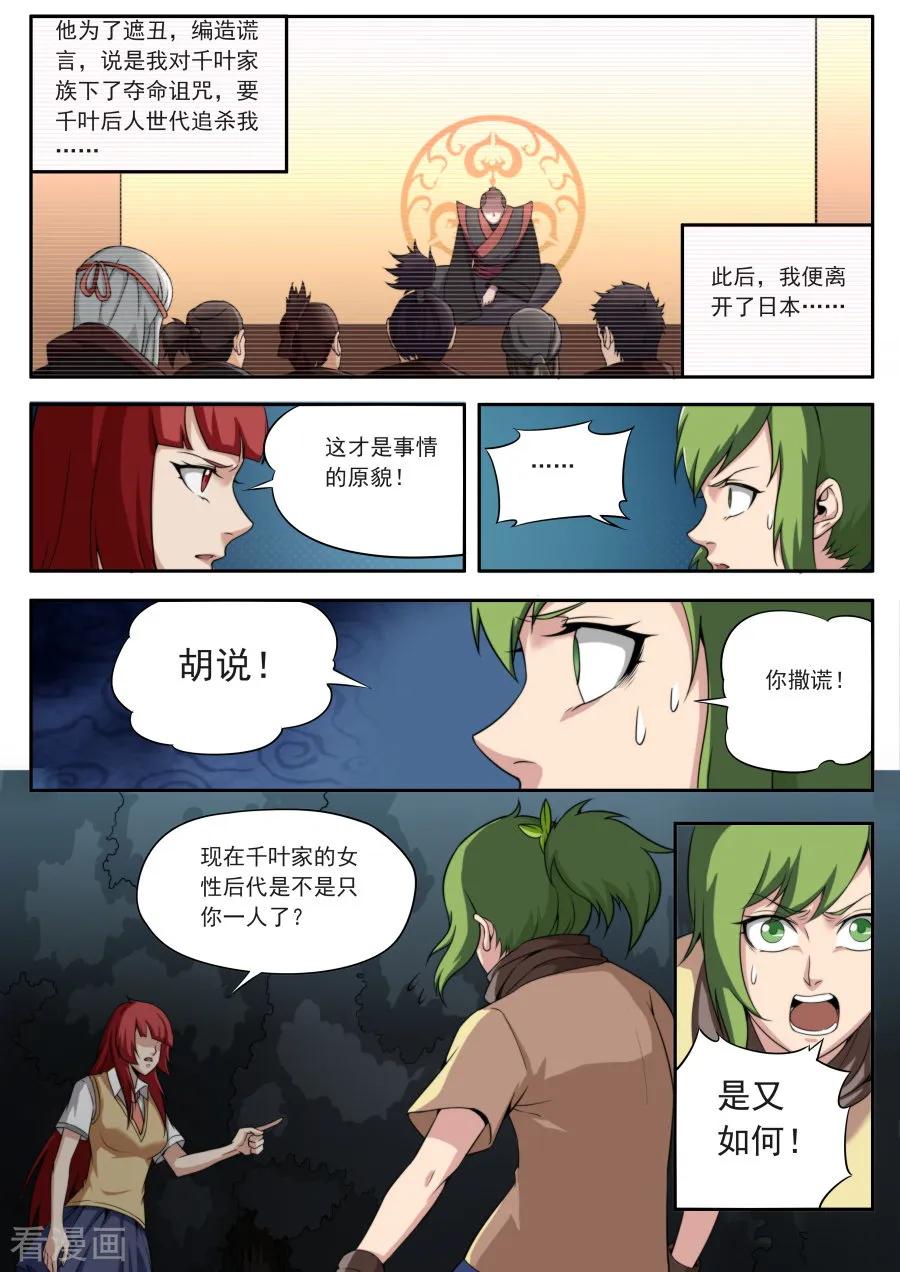 他为了遮丑，编造谎
言，说是我对千叶家
族下了夺命诅咒，要
千叶后人世代追杀我
……
此后，我便离
开了日本……
这才是事情
的原貌！
……
胡说！
你撒谎！
现在千叶家的女
性后代是不是只
你一人了？
是又
如何！
看漫画